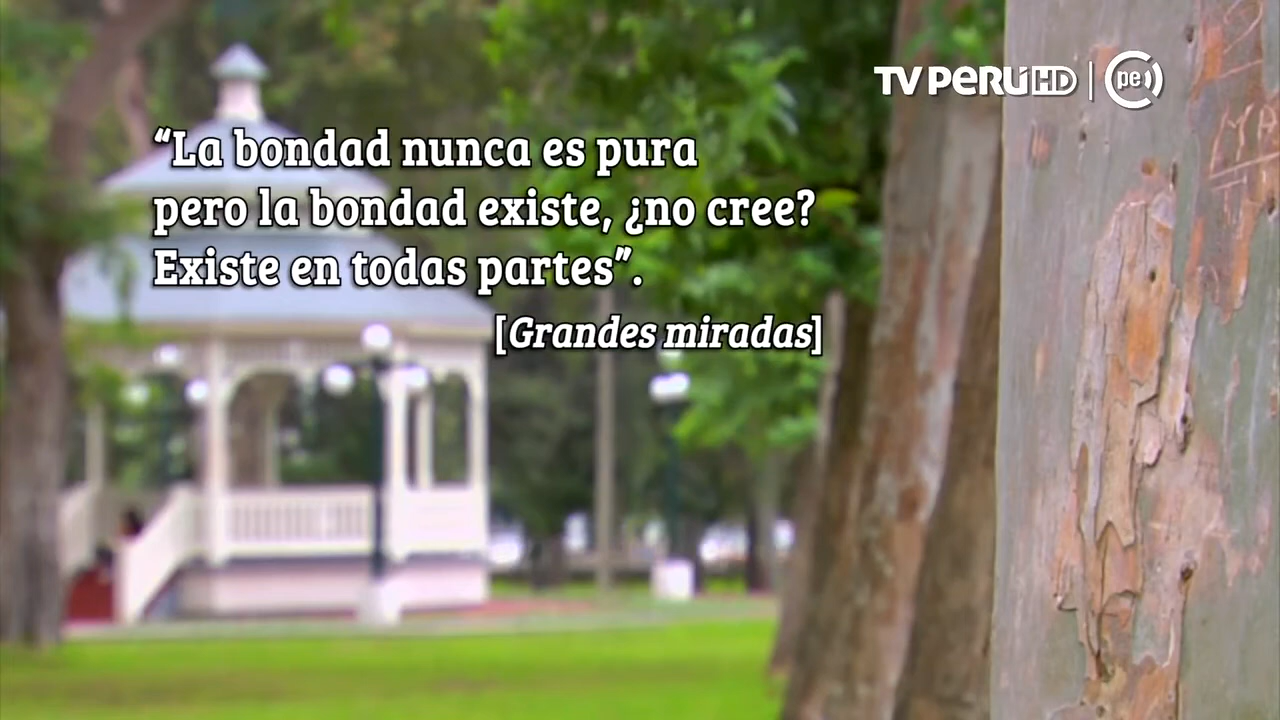 TV PERÚ HD | pe
“La bondad nunca es pura
pero la bondad existe, ¿no cree?
Existe en todas partes”.
[Grandes miradas]